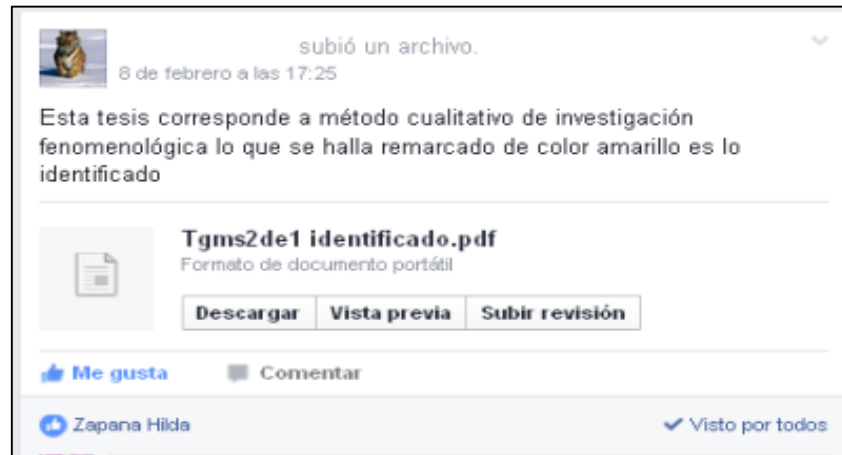 subió un archivo.
8 de febrero a las 17:25
Esta tesis corresponde a método cualitativo de investigación
fenomenológica lo que se halla remarcado de color amarillo es lo
identificado
Tgms2de1 identificado.pdf
Formato de documento portátil
Descargar Vista previa Subir revisión
Me gusta Comentar
Zapana Hilda Visto por todos